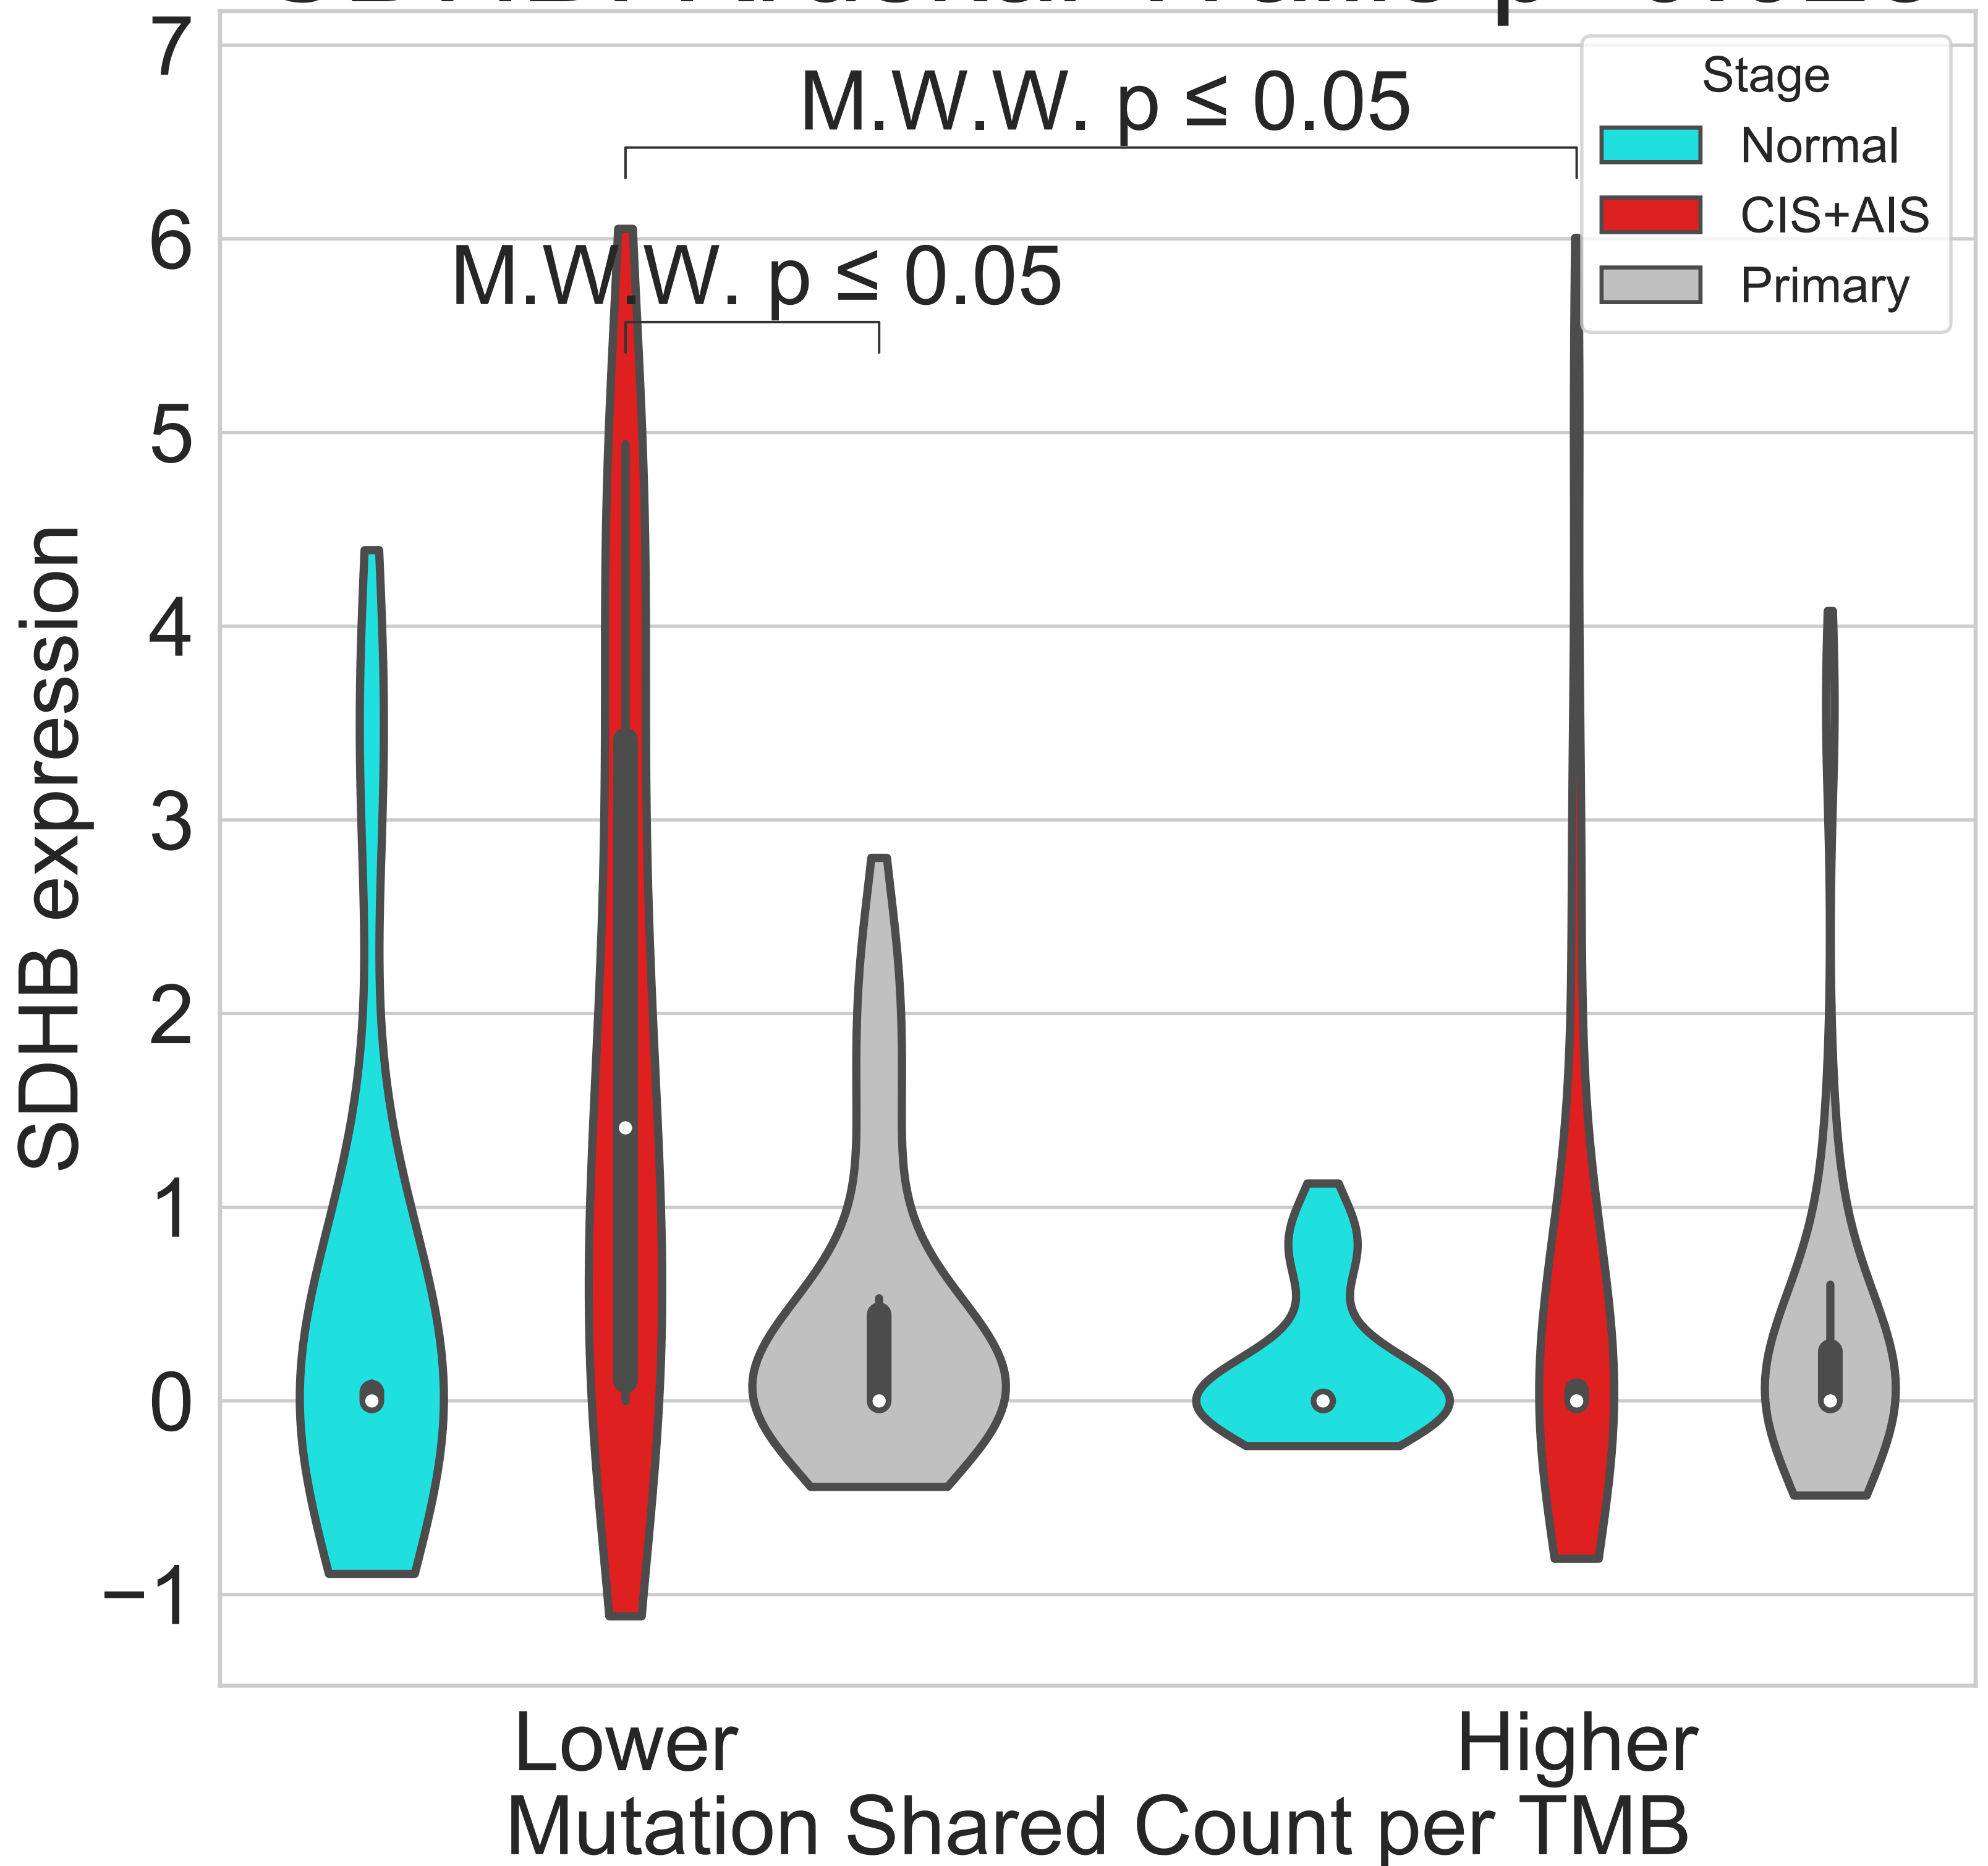 7
M.W.W. p ≤ 0.05
Stage
Normal
CIS+AIS
Primary
6
M.W.W. p ≤ 0.05
5
4
3
2
1
0
−1
SDHB expression
Lower
Higher
Mutation Shared Count per TMB